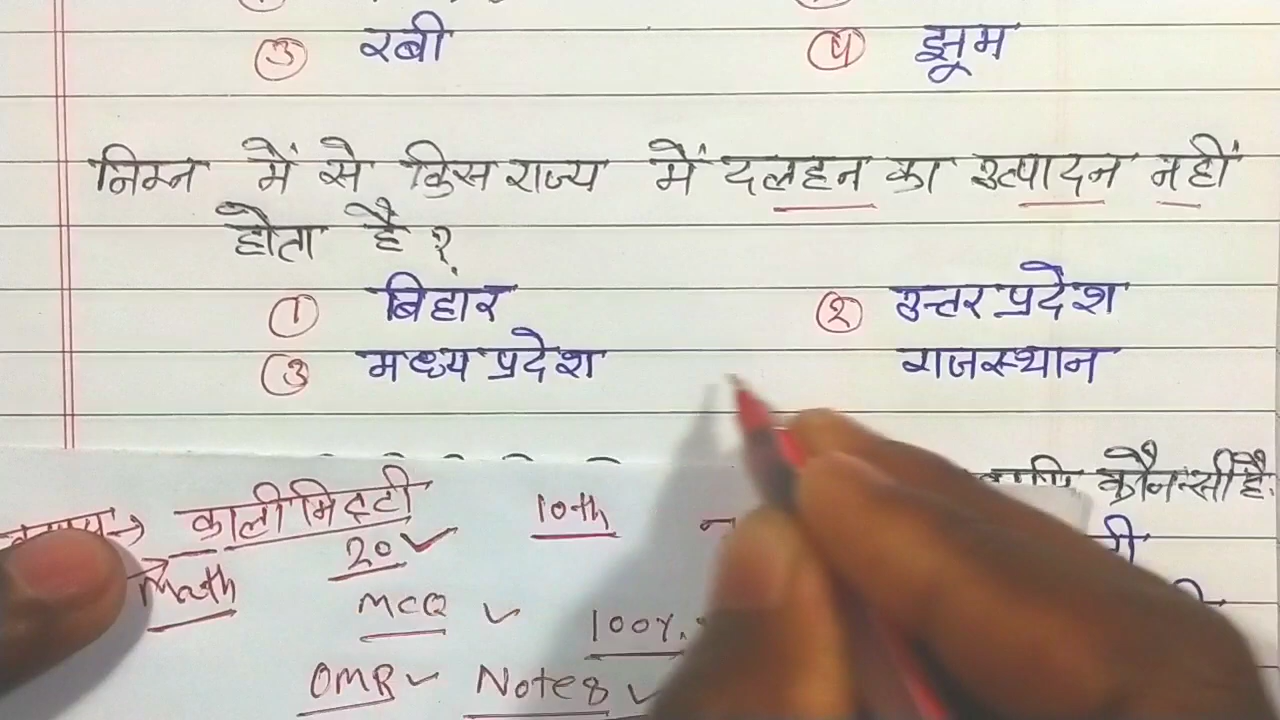 ③ रबी ④ झूम
निम्न में से किस राज्य में दलहन का उत्पादन नहीं
होता है?
① बिहार ② उत्तर प्रदेश
③ मध्य प्रदेश राजस्थान
कौनसी है
काली मिट्टी 10th
Math 20 ✓
MCQ ✓ 100%
OMR ✓ Notes ✓